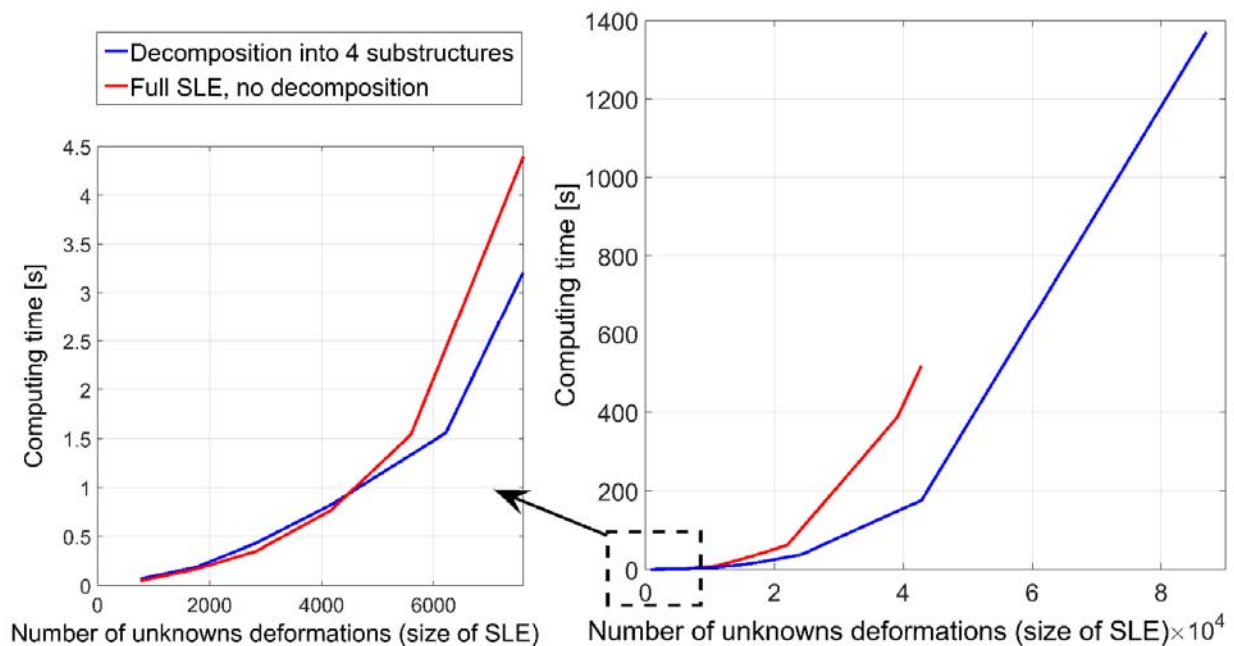 Decomposition into 4 substructures
Full SLE, no decomposition
4.5
4
3.5
3
2.5
2
1.5
1
0.5
0
Computing time [s]
0 2000 4000 6000
Number of unknowns deformations (size of SLE)
1400
1200
1000
800
600
400
200
0
Computing time [s]
0 2 4 6 8
Number of unknowns deformations (size of SLE)×10⁴